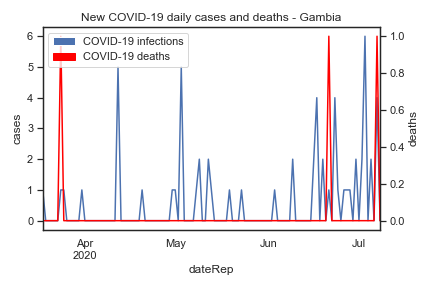 New COVID-19 daily cases and deaths - Gambia
COVID-19 infections
COVID-19 deaths
cases
6
5
4
3
2
1
0
deaths
1.0
0.8
0.6
0.4
0.2
0.0
Apr
2020
May
Jun
Jul
dateRep